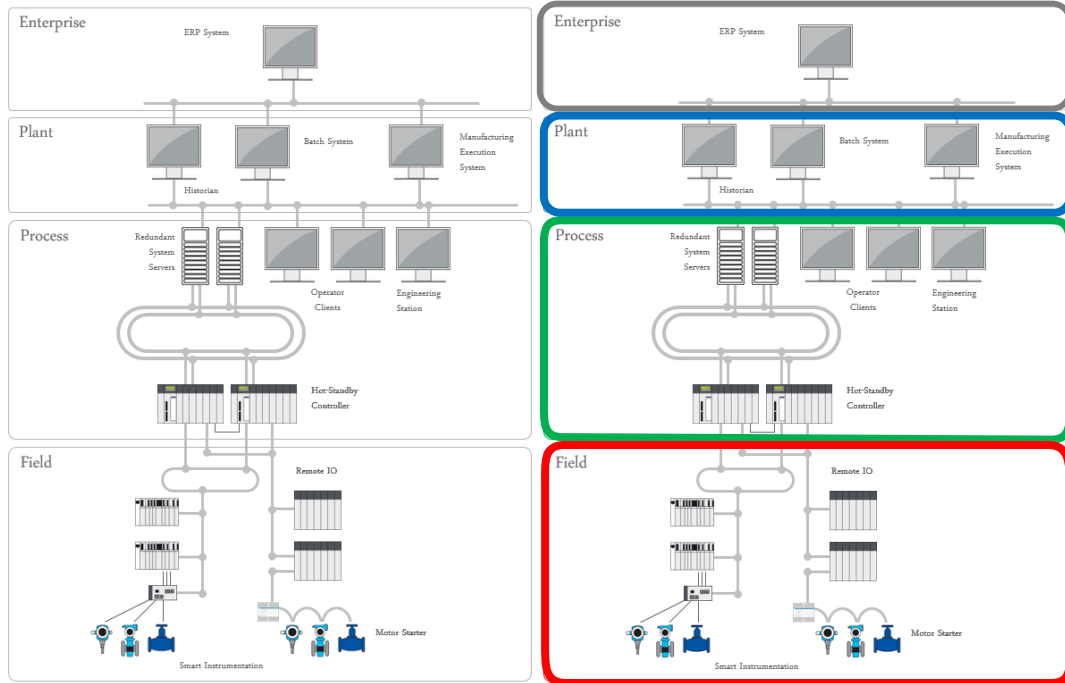 Enterprise
ERP System
Plant
Batch System
Manufacturing
Execution
System
Historian
Process
Redundant
System
Servers
Operator
Clients
Engineering
Station
Hot-Standby
Controller
Field
Remote IO
Motor Starter
Smart Instrumentation
Enterprise
ERP System
Plant
Batch System
Manufacturing
Execution
System
Historian
Process
Redundant
System
Servers
Operator
Clients
Engineering
Station
Hot-Standby
Controller
Field
Remote IO
Motor Starter
Smart Instrumentation